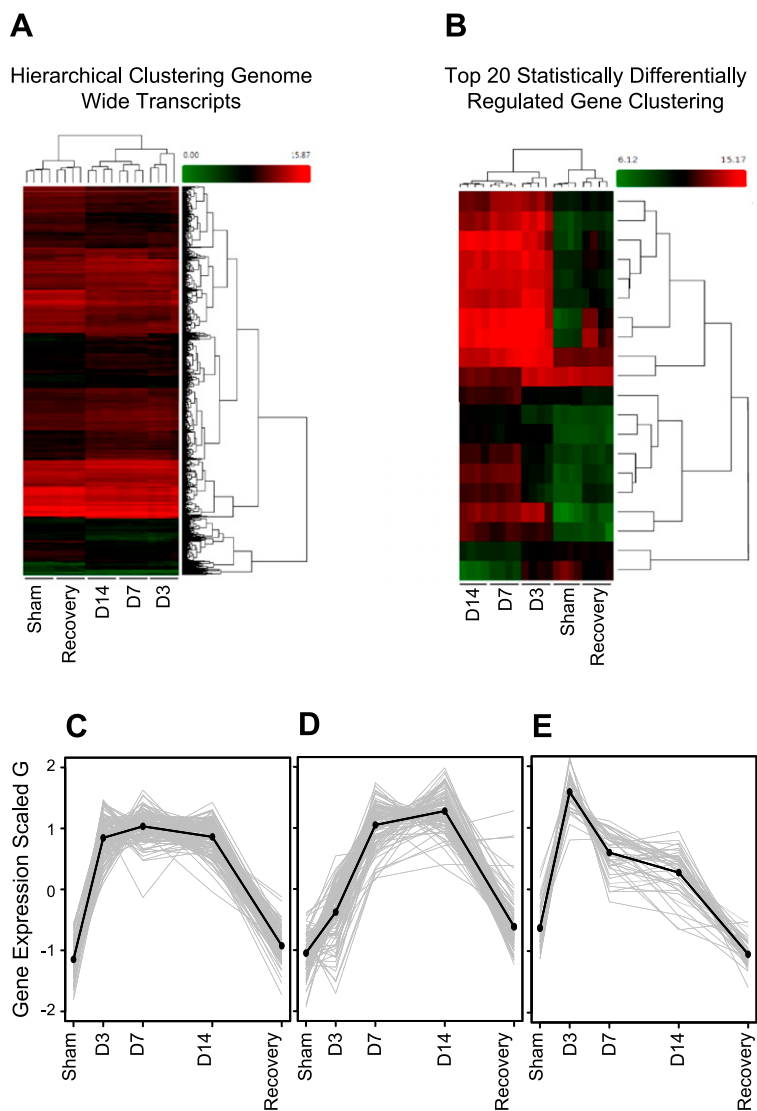 A
Hierarchical Clustering Genome
Wide Transcripts
0.00
15.87
Sham
Recovery
D14
D7
D3
B
Top 20 Statistically Differentially
Regulated Gene Clustering
6.12
15.17
D14
D7
D3
Sham
Recovery
C
D
E
Gene Expression Scaled G
2
1
0
-1
-2
Sham
D3
D7
D14
Recovery
Sham
D3
D7
D14
Recovery
Sham
D3
D7
D14
Recovery